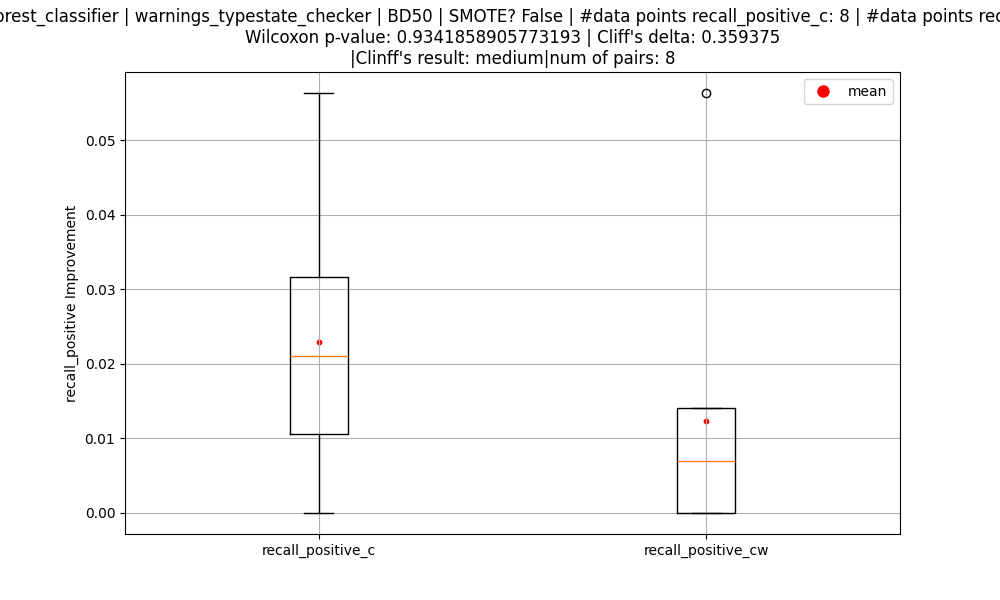 orest_classifier | warnings_typestate_checker | BD50 | SMOTE? False | #data points recall_positive_c: 8 | #data points rec
Wilcoxon p-value: 0.9341858905773193 | Cliff's delta: 0.359375
|Clinff's result: medium|num of pairs: 8
mean
recall_positive Improvement
0.05
0.04
0.03
0.02
0.01
0.00
recall_positive_c
recall_positive_cw